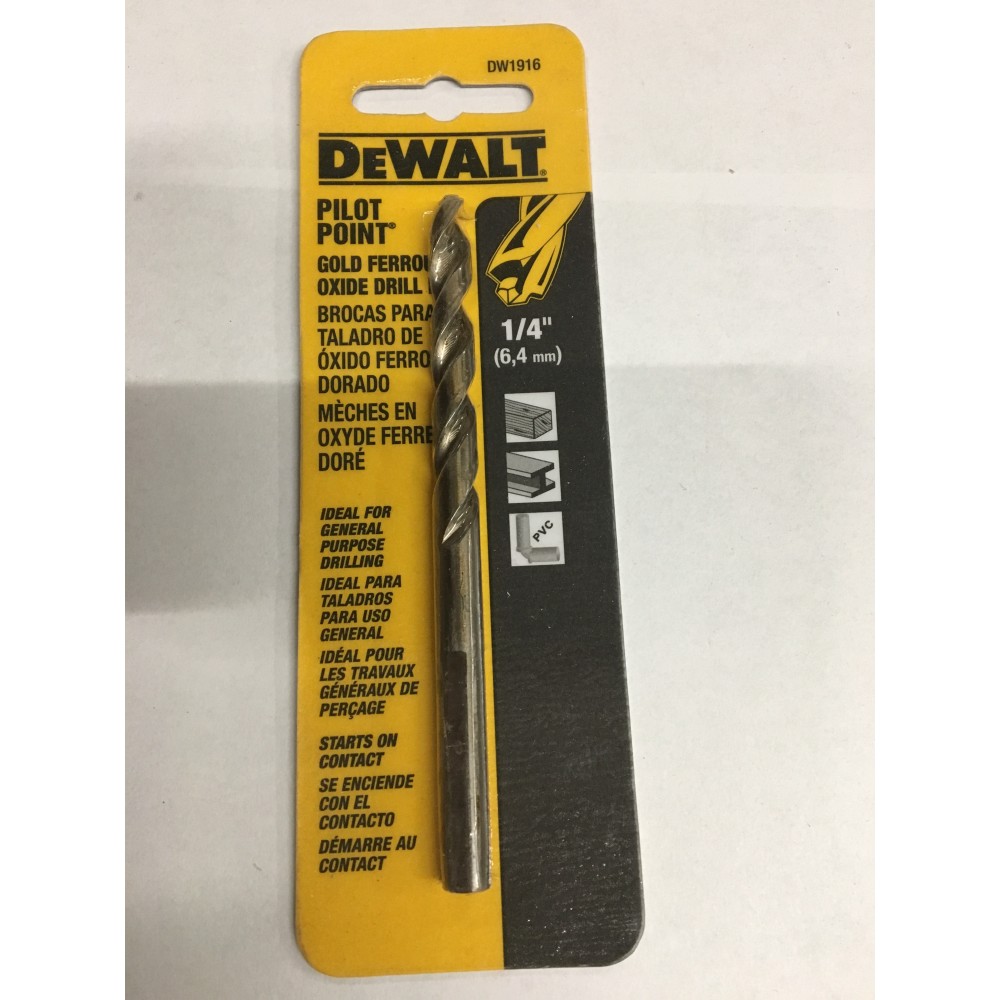 DW1916
DEWALT®
PILOT
POINT®
GOLD FERROU
OXIDE DRILL
BROCAS PARA
TALADRO DE
ÓXIDO FERRO
DORADO
MÈCHES EN
OXYDE FERRE
DORÉ
1/4"
(6,4 mm)
PVC
IDEAL FOR
GENERAL
PURPOSE
DRILLING
IDEAL PARA
TALADROS
PARA USO
GENERAL
IDÉAL POUR
LES TRAVAUX
GÉNÉRAUX DE
PERÇAGE
STARTS ON
CONTACT
SE ENCIENDE
CON EL
CONTACTO
DÉMARRE AU
CONTACT